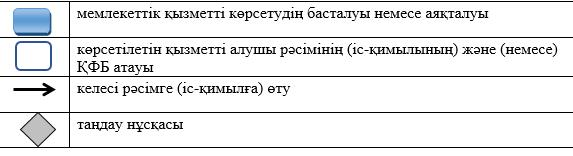 мемлекеттік қызметті көрсетудің басталуы немесе аяқталуы
көрсетілетін қызметті алушы рәсімінің (іс-қимылының) және (немесе)
ҚФБ атауы
келесі рәсімге (іс-қимылға) өту
таңдау нұсқасы